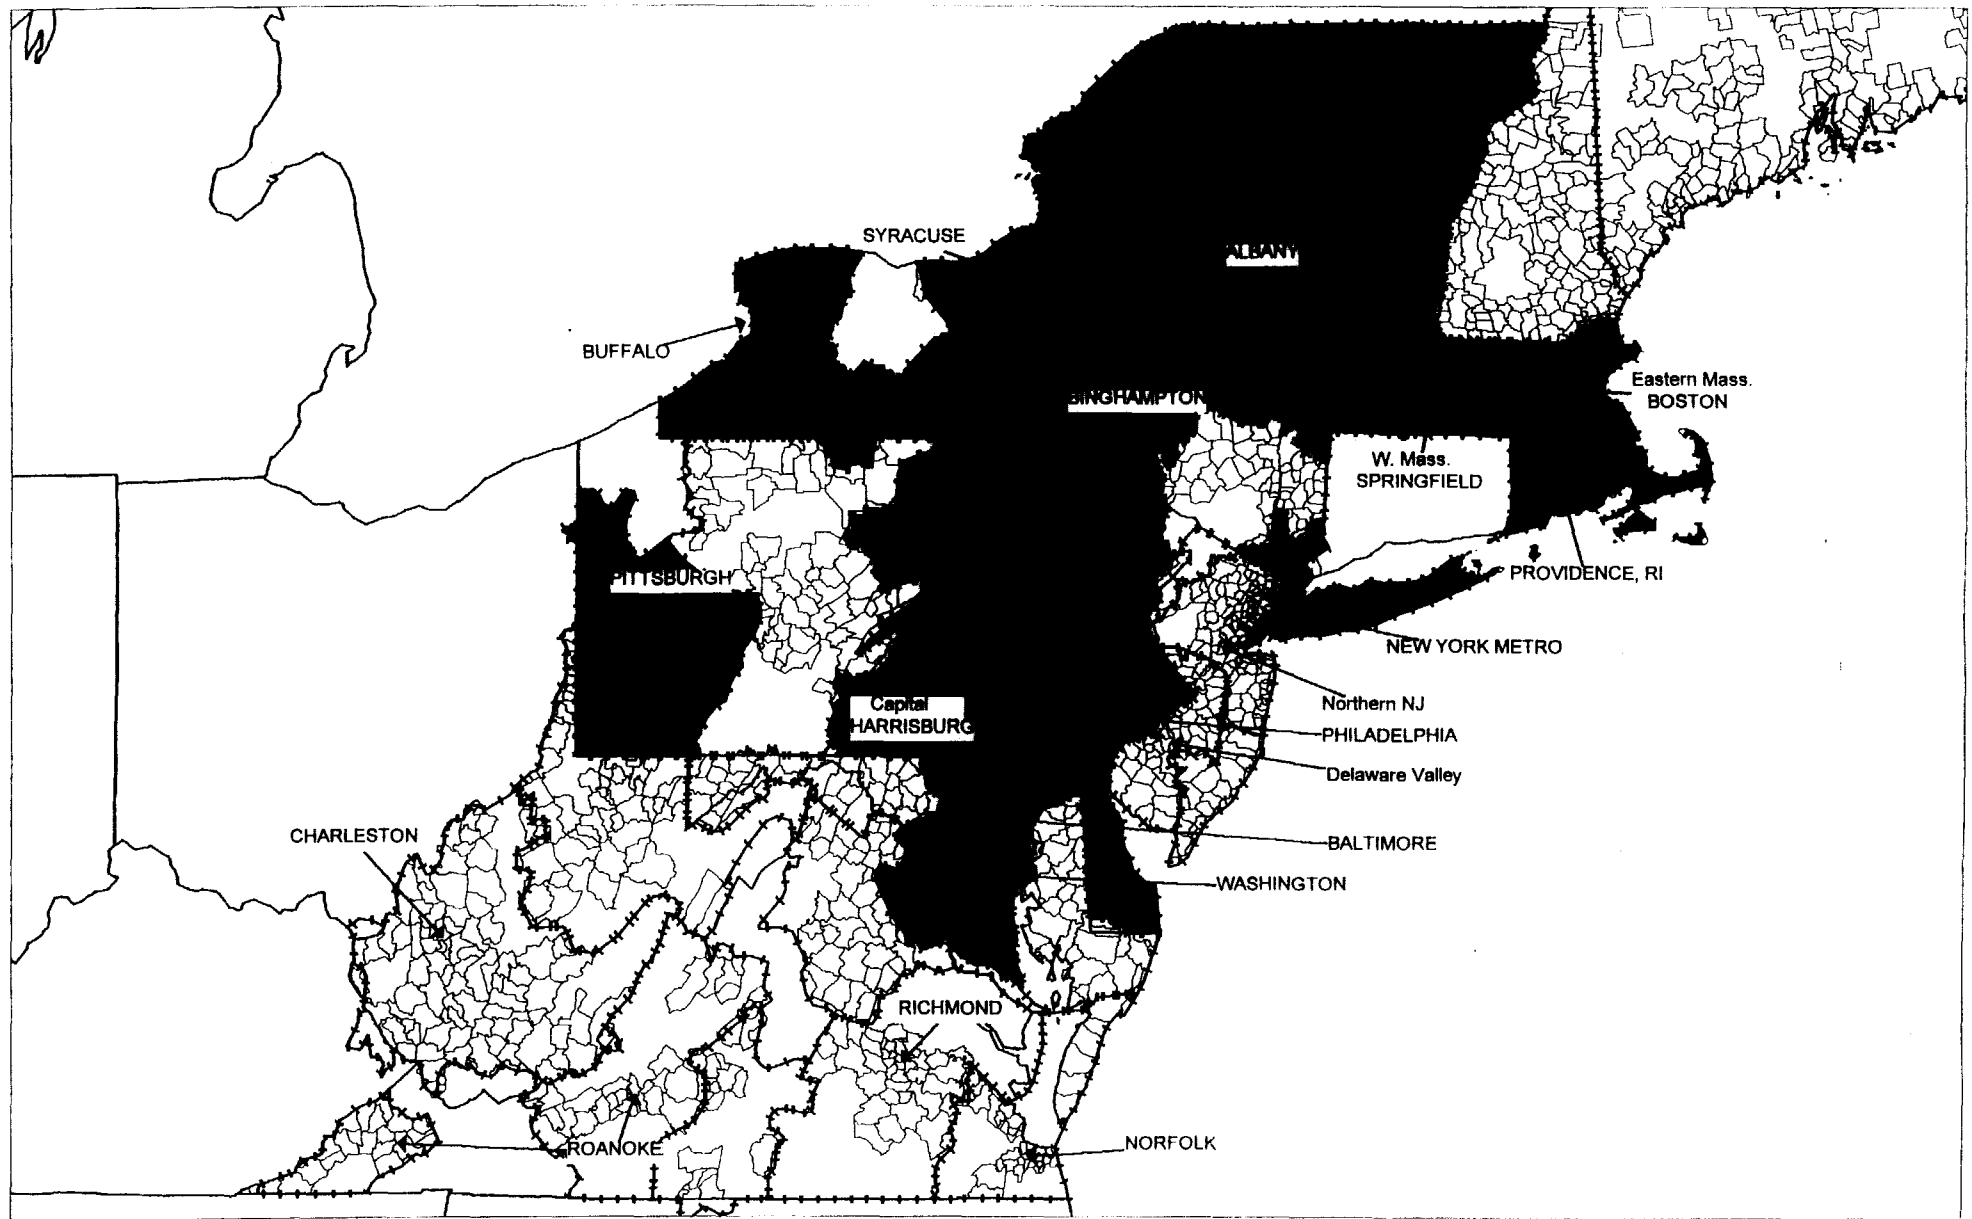 SYRACUSE
ALBANY
BUFFALO
Eastern Mass.
BOSTON
BINGHAMPTON
W. Mass.
SPRINGFIELD
PITTSBURGH
PROVIDENCE, RI
NEW YORK METRO
Capital
HARRISBURG
Northern NJ
PHILADELPHIA
Delaware Valley
CHARLESTON
BALTIMORE
WASHINGTON
RICHMOND
ROANOKE
NORFOLK